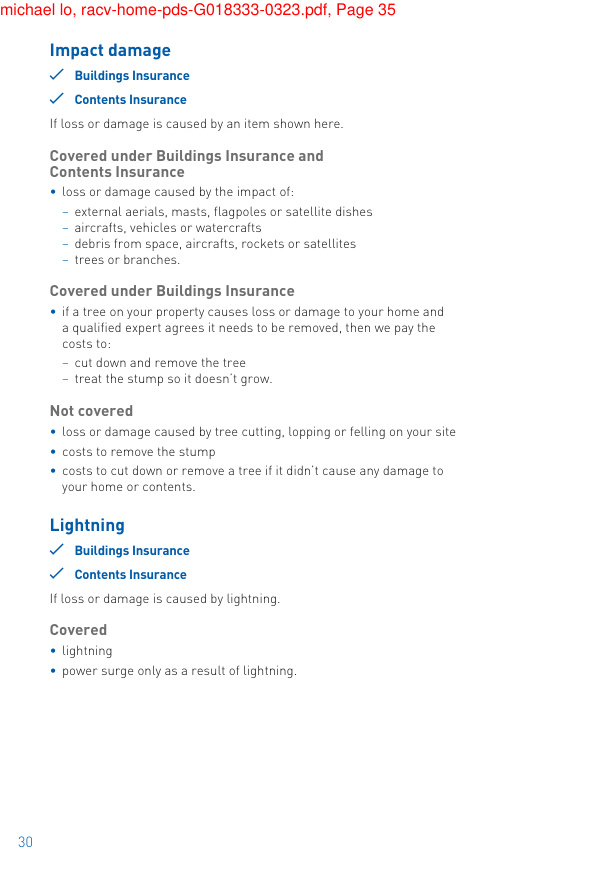 michael lo, racv-home-pds-G018333-0323.pdf, Page 35
Impact damage
✓ Buildings Insurance
✓ Contents Insurance
If loss or damage is caused by an item shown here.
Covered under Buildings Insurance and
Contents Insurance
• loss or damage caused by the impact of:
– external aerials, masts, flagpoles or satellite dishes
– aircrafts, vehicles or watercrafts
– debris from space, aircrafts, rockets or satellites
– trees or branches.
Covered under Buildings Insurance
• if a tree on your property causes loss or damage to your home and
a qualified expert agrees it needs to be removed, then we pay the
costs to:
– cut down and remove the tree
– treat the stump so it doesn't grow.
Not covered
• loss or damage caused by tree cutting, lopping or felling on your site
• costs to remove the stump
• costs to cut down or remove a tree if it didn't cause any damage to
your home or contents.
Lightning
✓ Buildings Insurance
✓ Contents Insurance
If loss or damage is caused by lightning.
Covered
• lightning
• power surge only as a result of lightning.
30